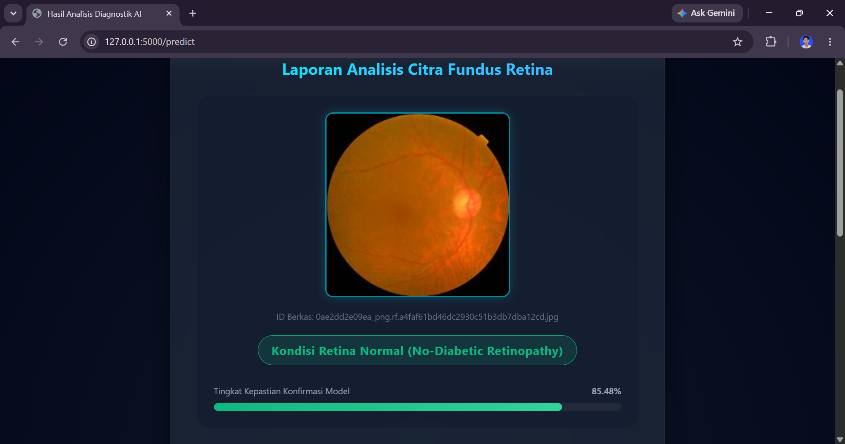 Hasil Analisis Diagnostik AI
Ask Gemini
127.0.0.1:5000/predict
Laporan Analisis Citra Fundus Retina
ID Berkas: 0ae2dd2e09ea_png.rf.a4faf61bd46dc2930c51b3db7dba12cd.jpg
Kondisi Retina Normal (No-Diabetic Retinopathy)
Tingkat Kepastian Konfirmasi Model 85.48%